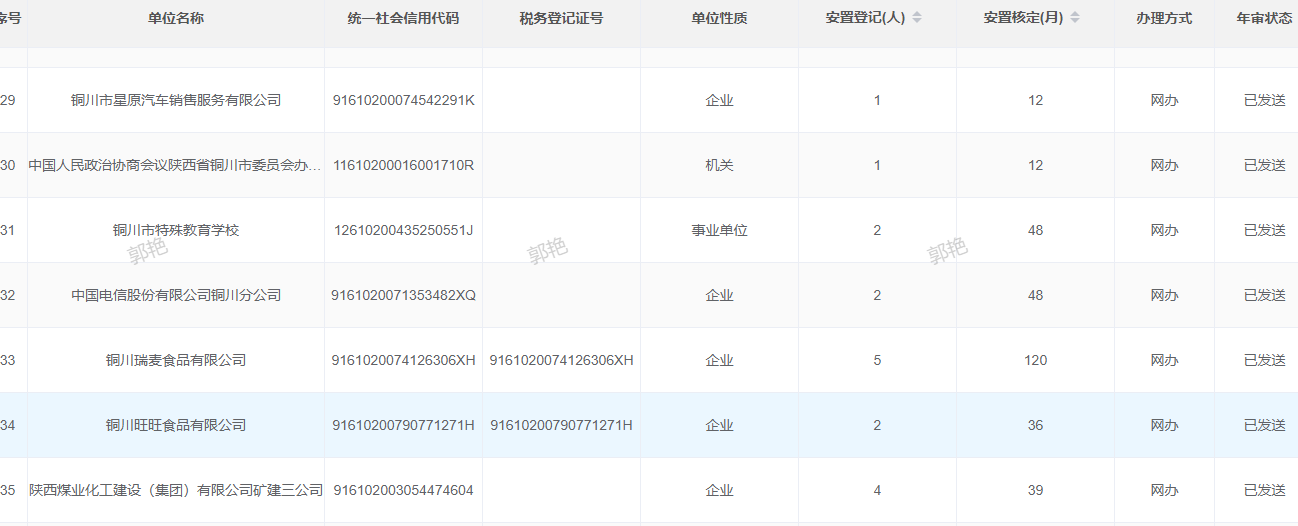 序号 单位名称 统一社会信用代码 税务登记证号 单位性质 安置登记(人) 安置核定(月) 办理方式 年审状态
29 铜川市星原汽车销售服务有限公司 91610200074542291K 企业 1 12 网办 已发送
30 中国人民政治协商会议陕西省铜川市委员会办... 11610200016001710R 机关 1 12 网办 已发送
31 铜川市特殊教育学校 12610200435250551J 事业单位 2 48 网办 已发送
郭艳 郭艳 郭艳
32 中国电信股份有限公司铜川分公司 9161020071353482XQ 企业 2 48 网办 已发送
33 铜川瑞麦食品有限公司 9161020074126306XH 9161020074126306XH 企业 5 120 网办 已发送
34 铜川旺旺食品有限公司 91610200790771271H 91610200790771271H 企业 2 36 网办 已发送
35 陕西煤业化工建设（集团）有限公司矿建三公司 916102003054474604 企业 4 39 网办 已发送